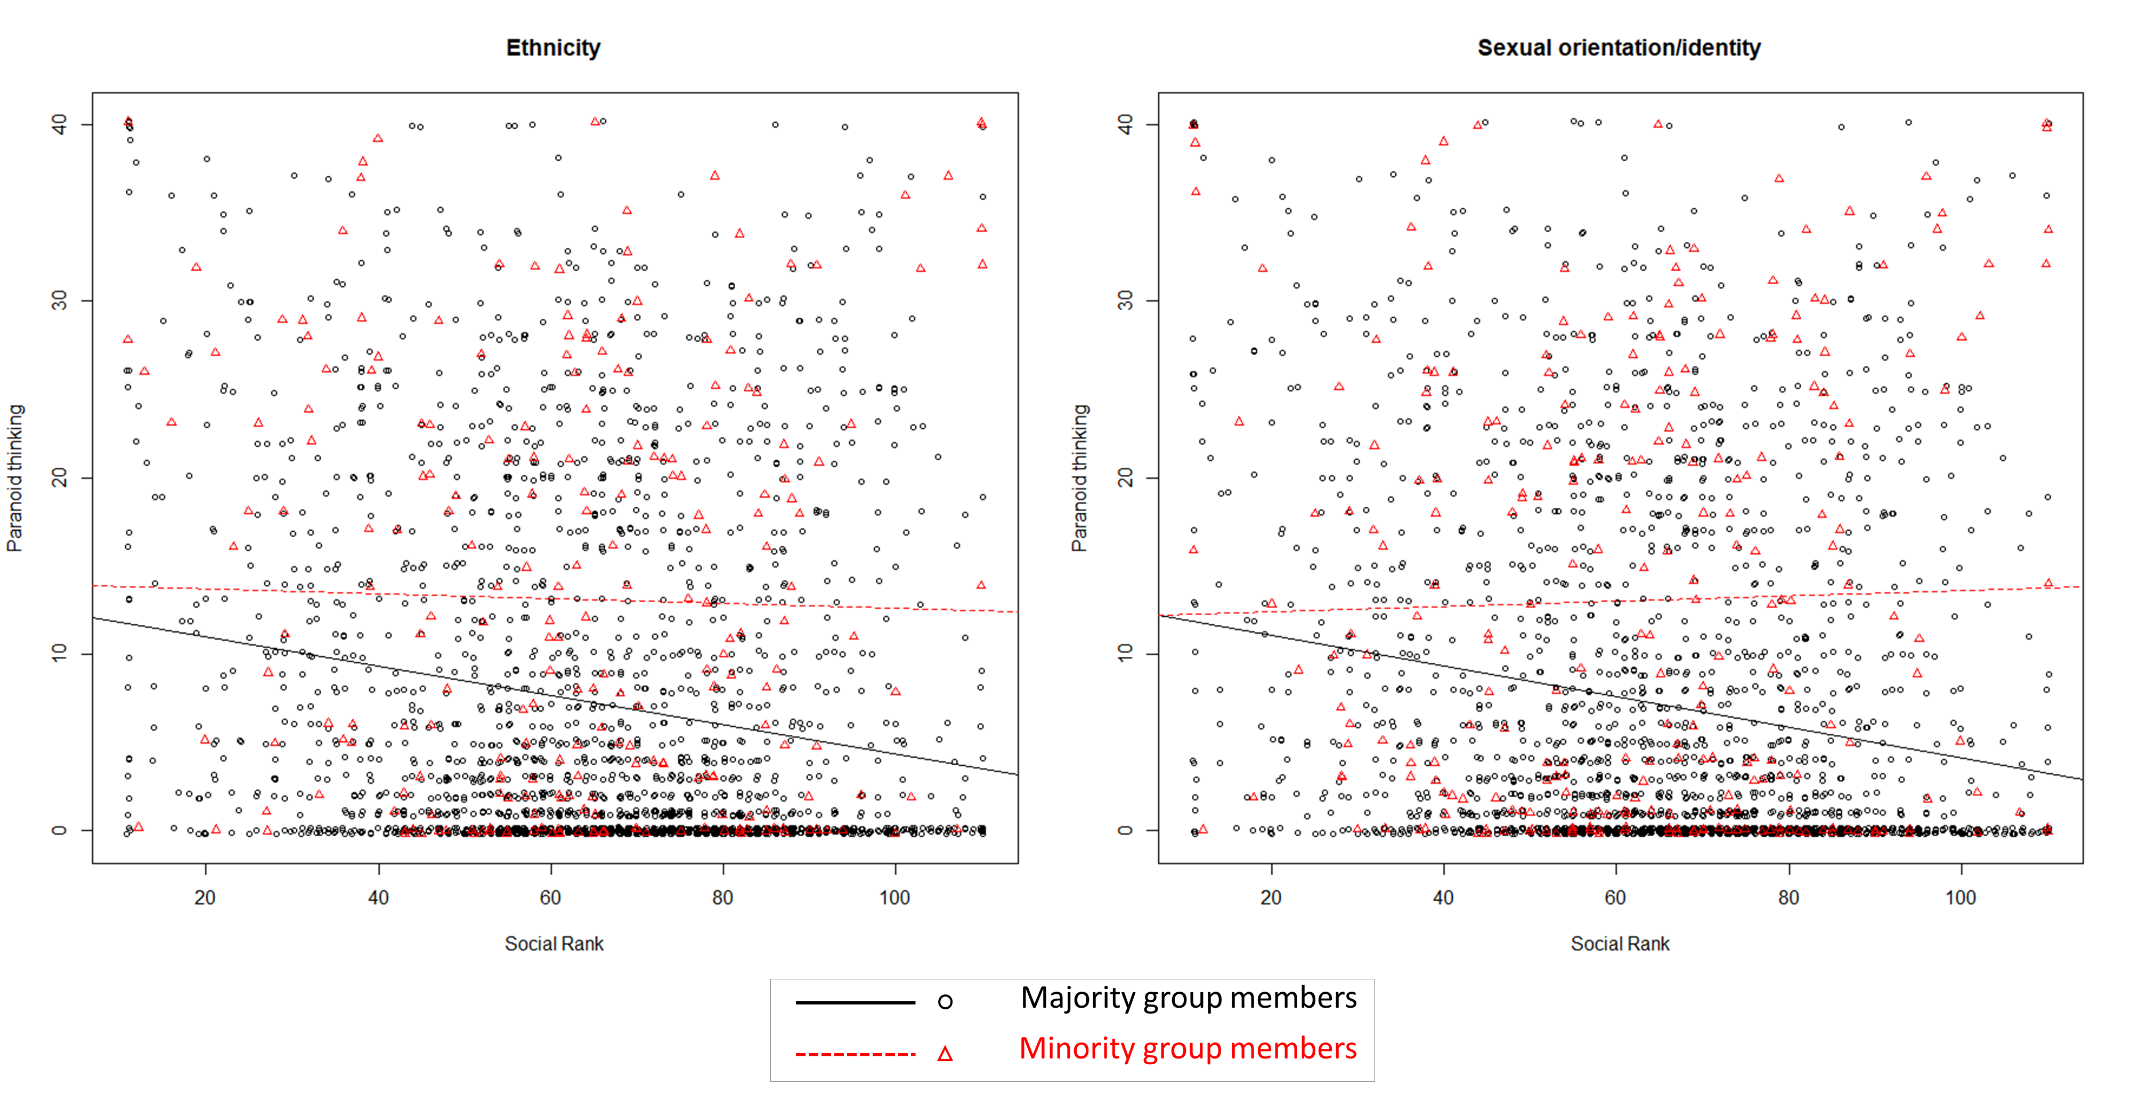 Ethnicity
Paranoid thinking
40
30
20
10
0
20 40 60 80 100
Social Rank
Sexual orientation/identity
Paranoid thinking
40
30
20
10
0
20 40 60 80 100
Social Rank
Majority group members
Minority group members